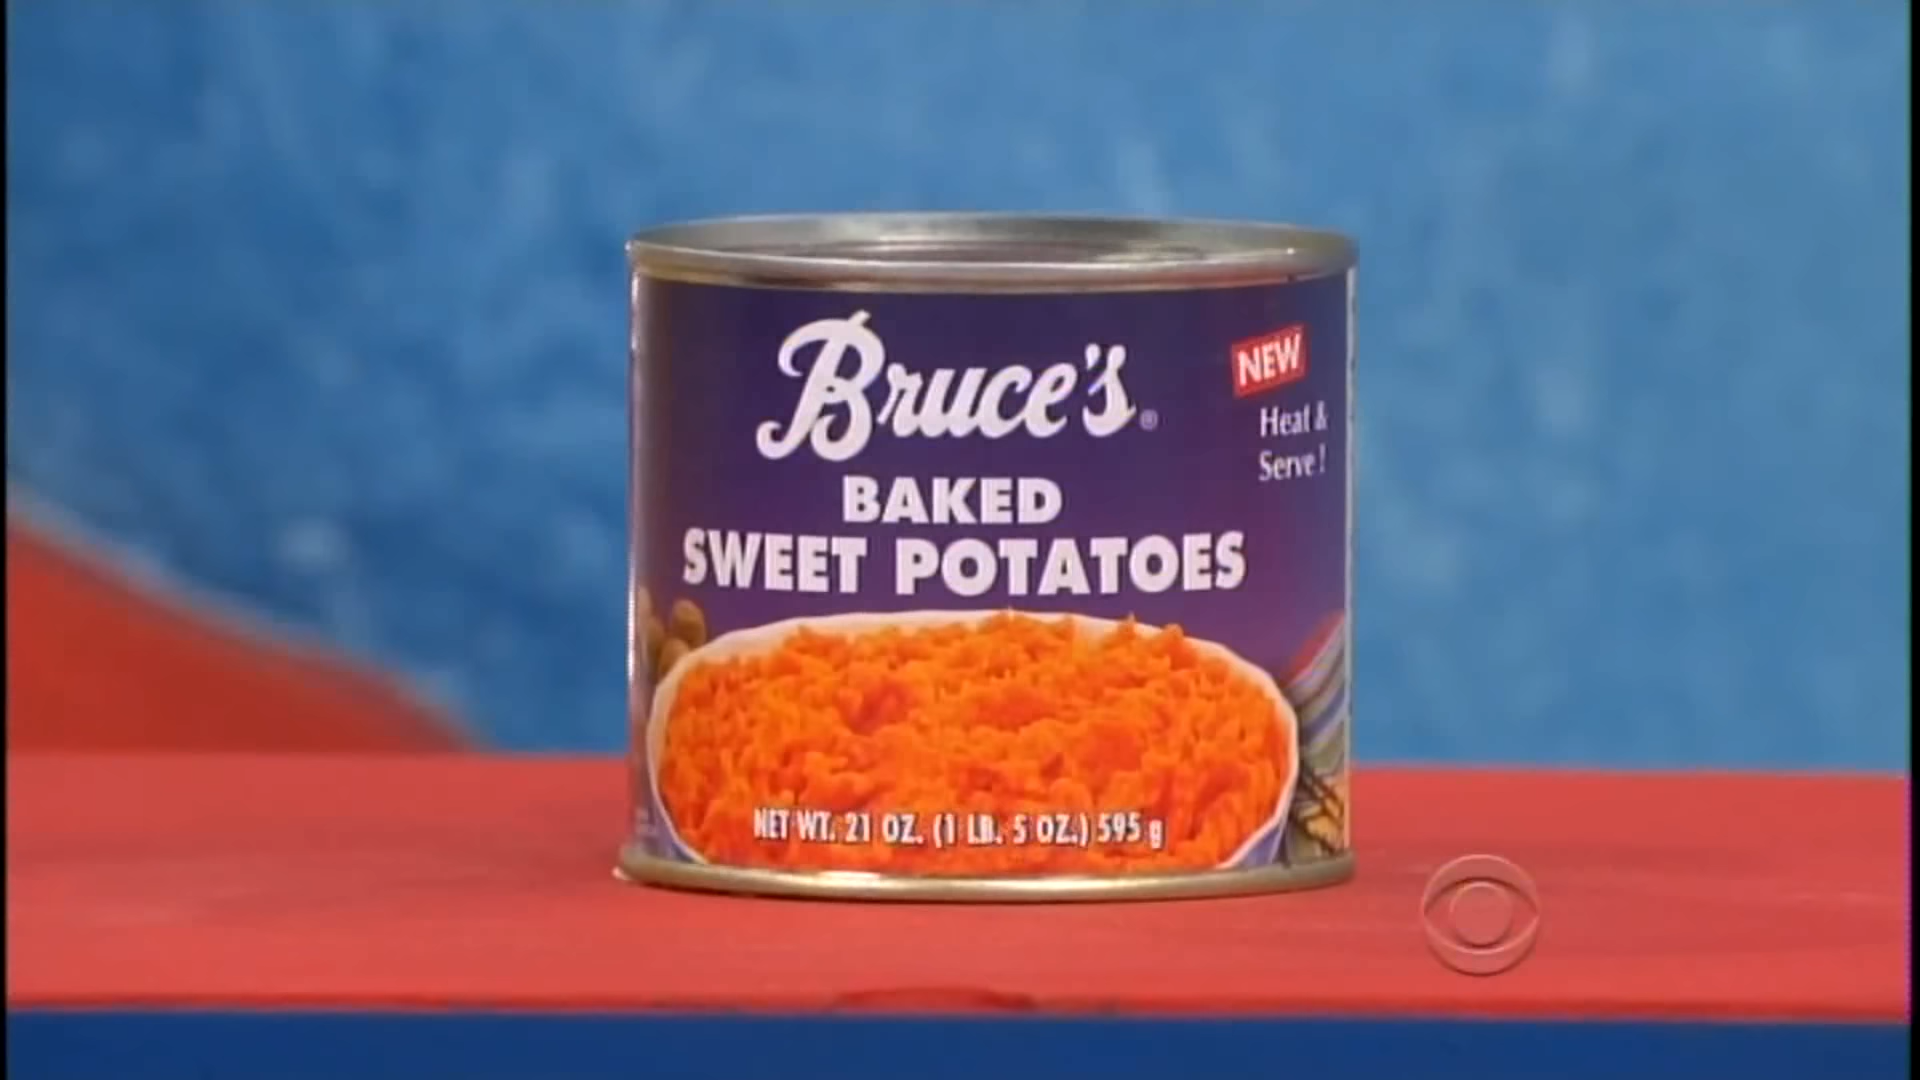 Bruce's®
NEW
Heat &
Serve!
BAKED
SWEET POTATOES
NET WT. 21 OZ. (1 LB. 5 OZ.) 595 g